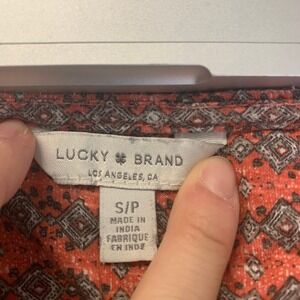 LUCKY BRAND
LOS ANGELES, CA
S/P
MADE IN
INDIA
FABRIQUE
EN INDE